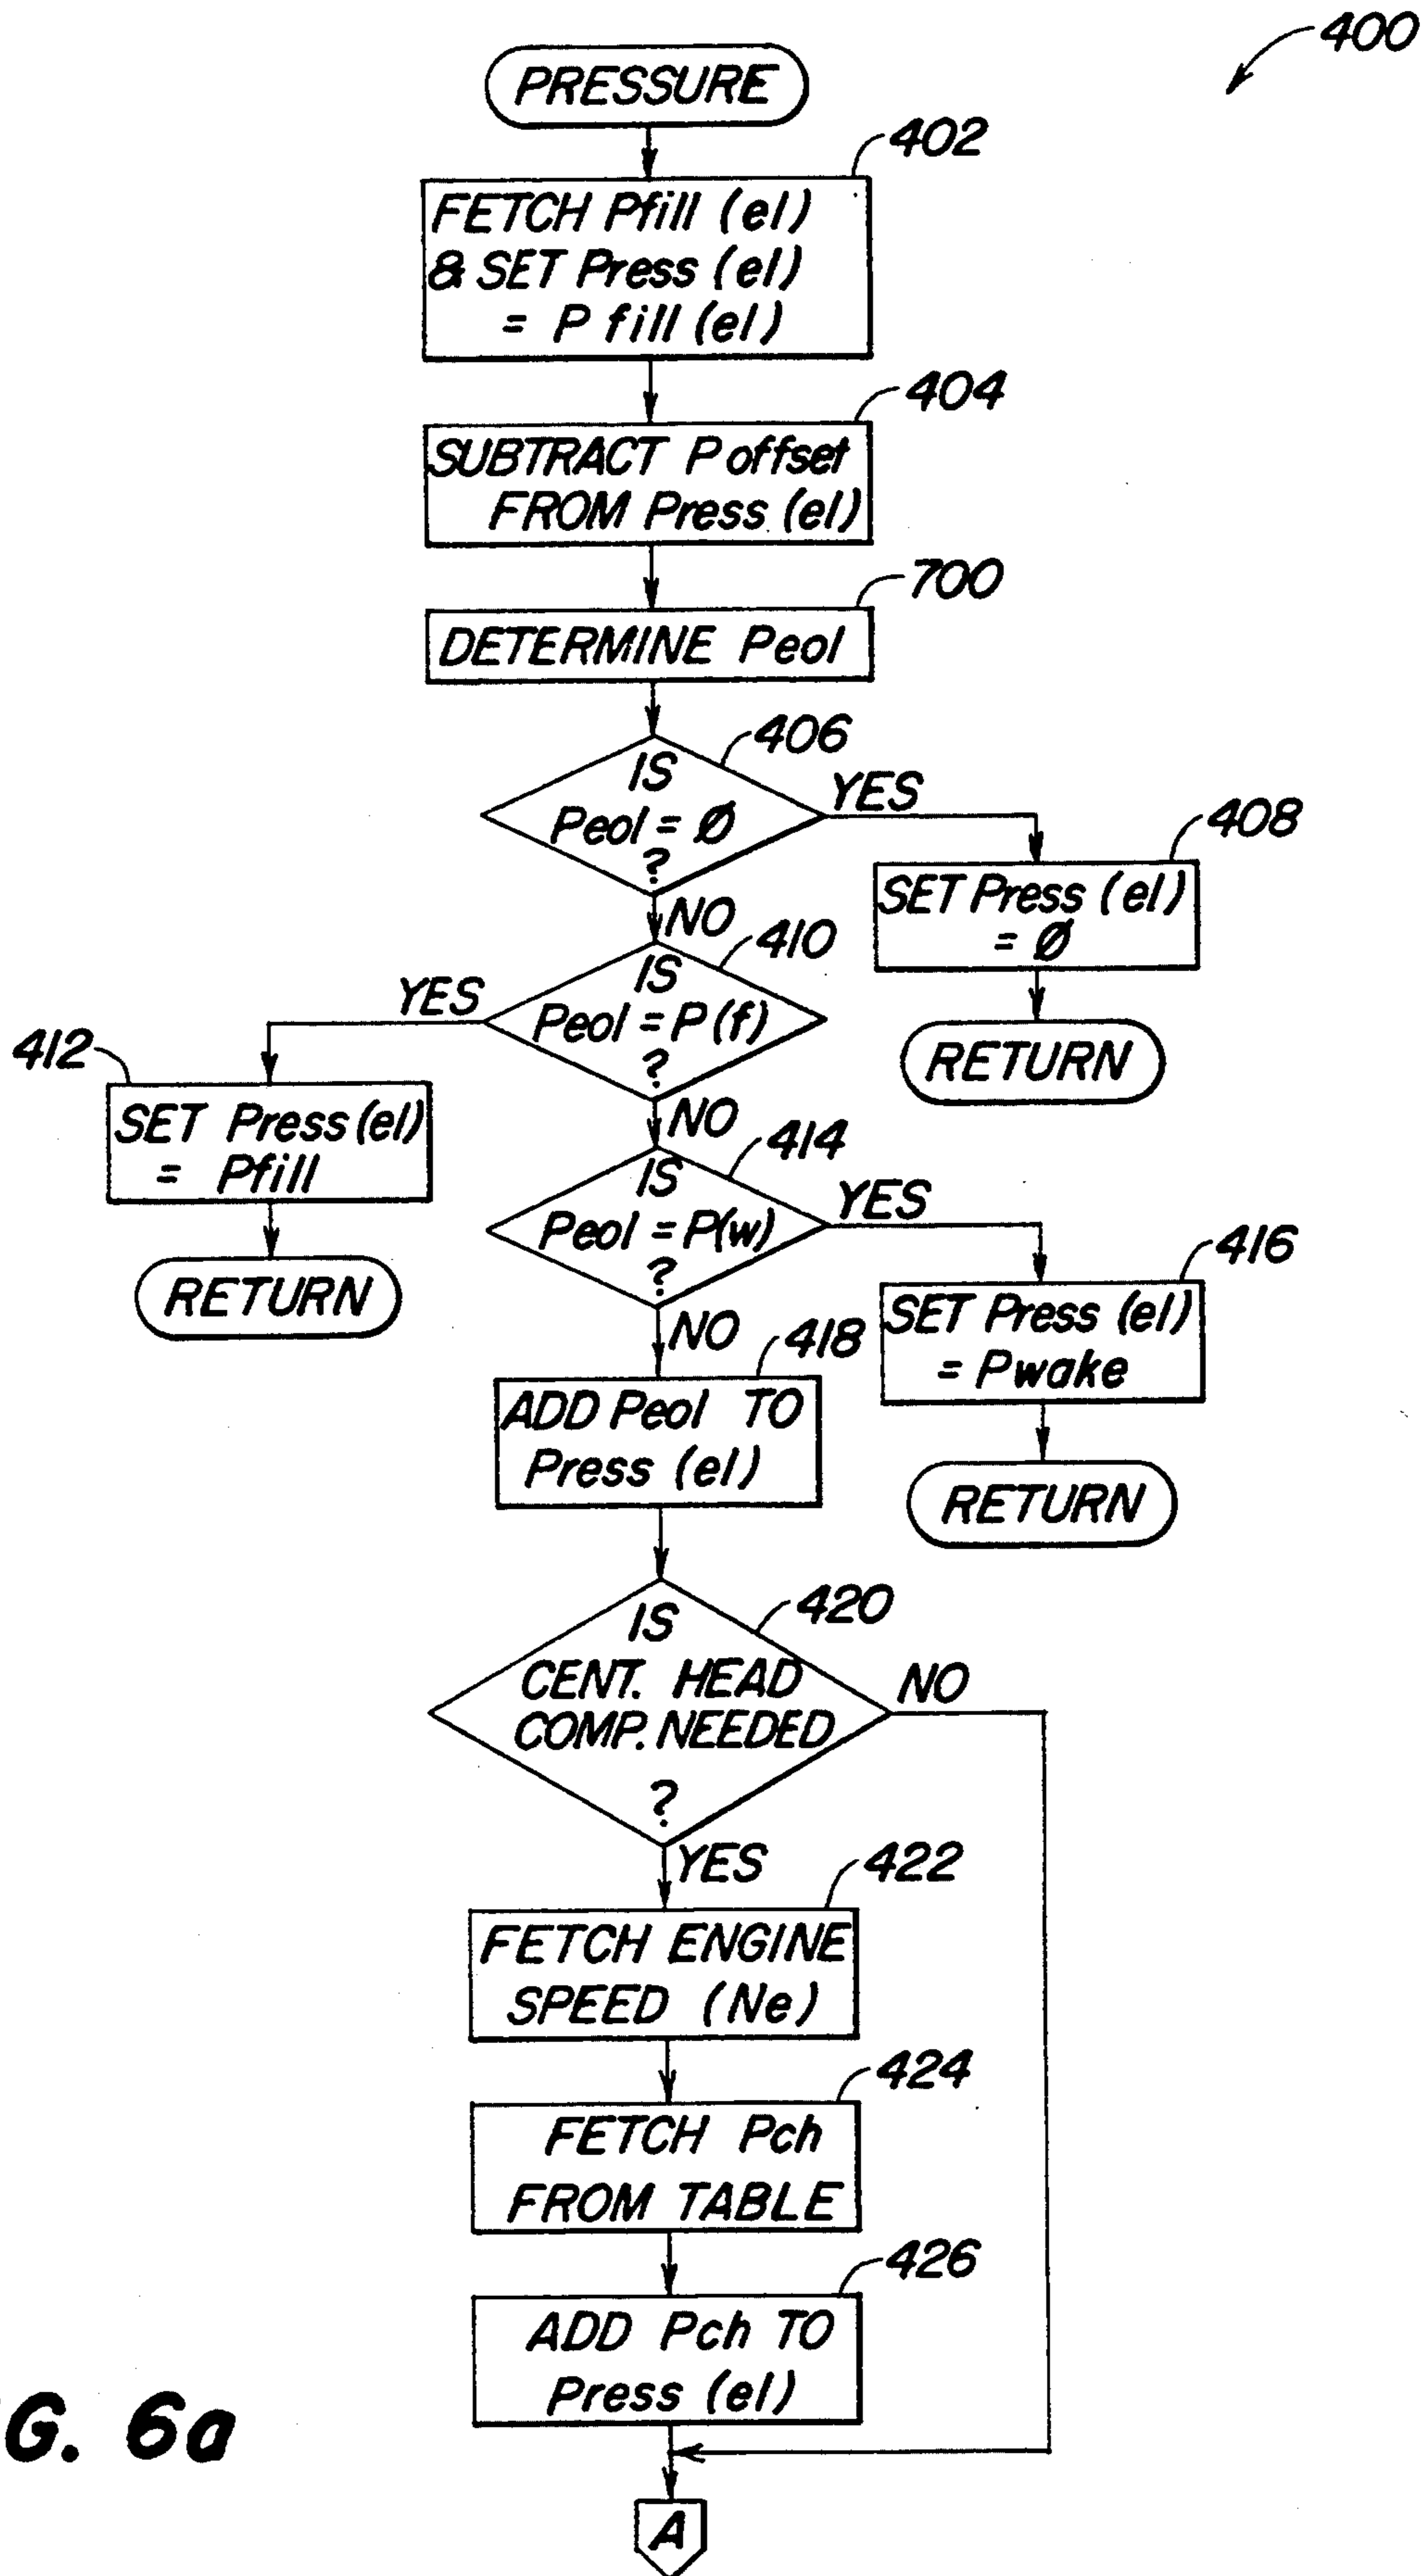 400
PRESSURE
402
FETCH Pfill (el)
& SET Press (el)
= P fill (el)
404
SUBTRACT P offset
FROM Press (el)
700
DETERMINE Peol
406
IS
Peol = Ø
?
YES
408
SET Press (el)
= Ø
NO
RETURN
410
IS
Peol = P (f)
?
YES
412
SET Press (el)
= Pfill
RETURN
NO
414
IS
Peol = P(w)
?
YES
416
SET Press (el)
= Pwake
RETURN
NO
418
ADD Peol TO
Press (el)
420
IS
CENT. HEAD
COMP. NEEDED
?
NO
YES
422
FETCH ENGINE
SPEED (Ne)
424
FETCH Pch
FROM TABLE
426
ADD Pch TO
Press (el)
G. 6a
A